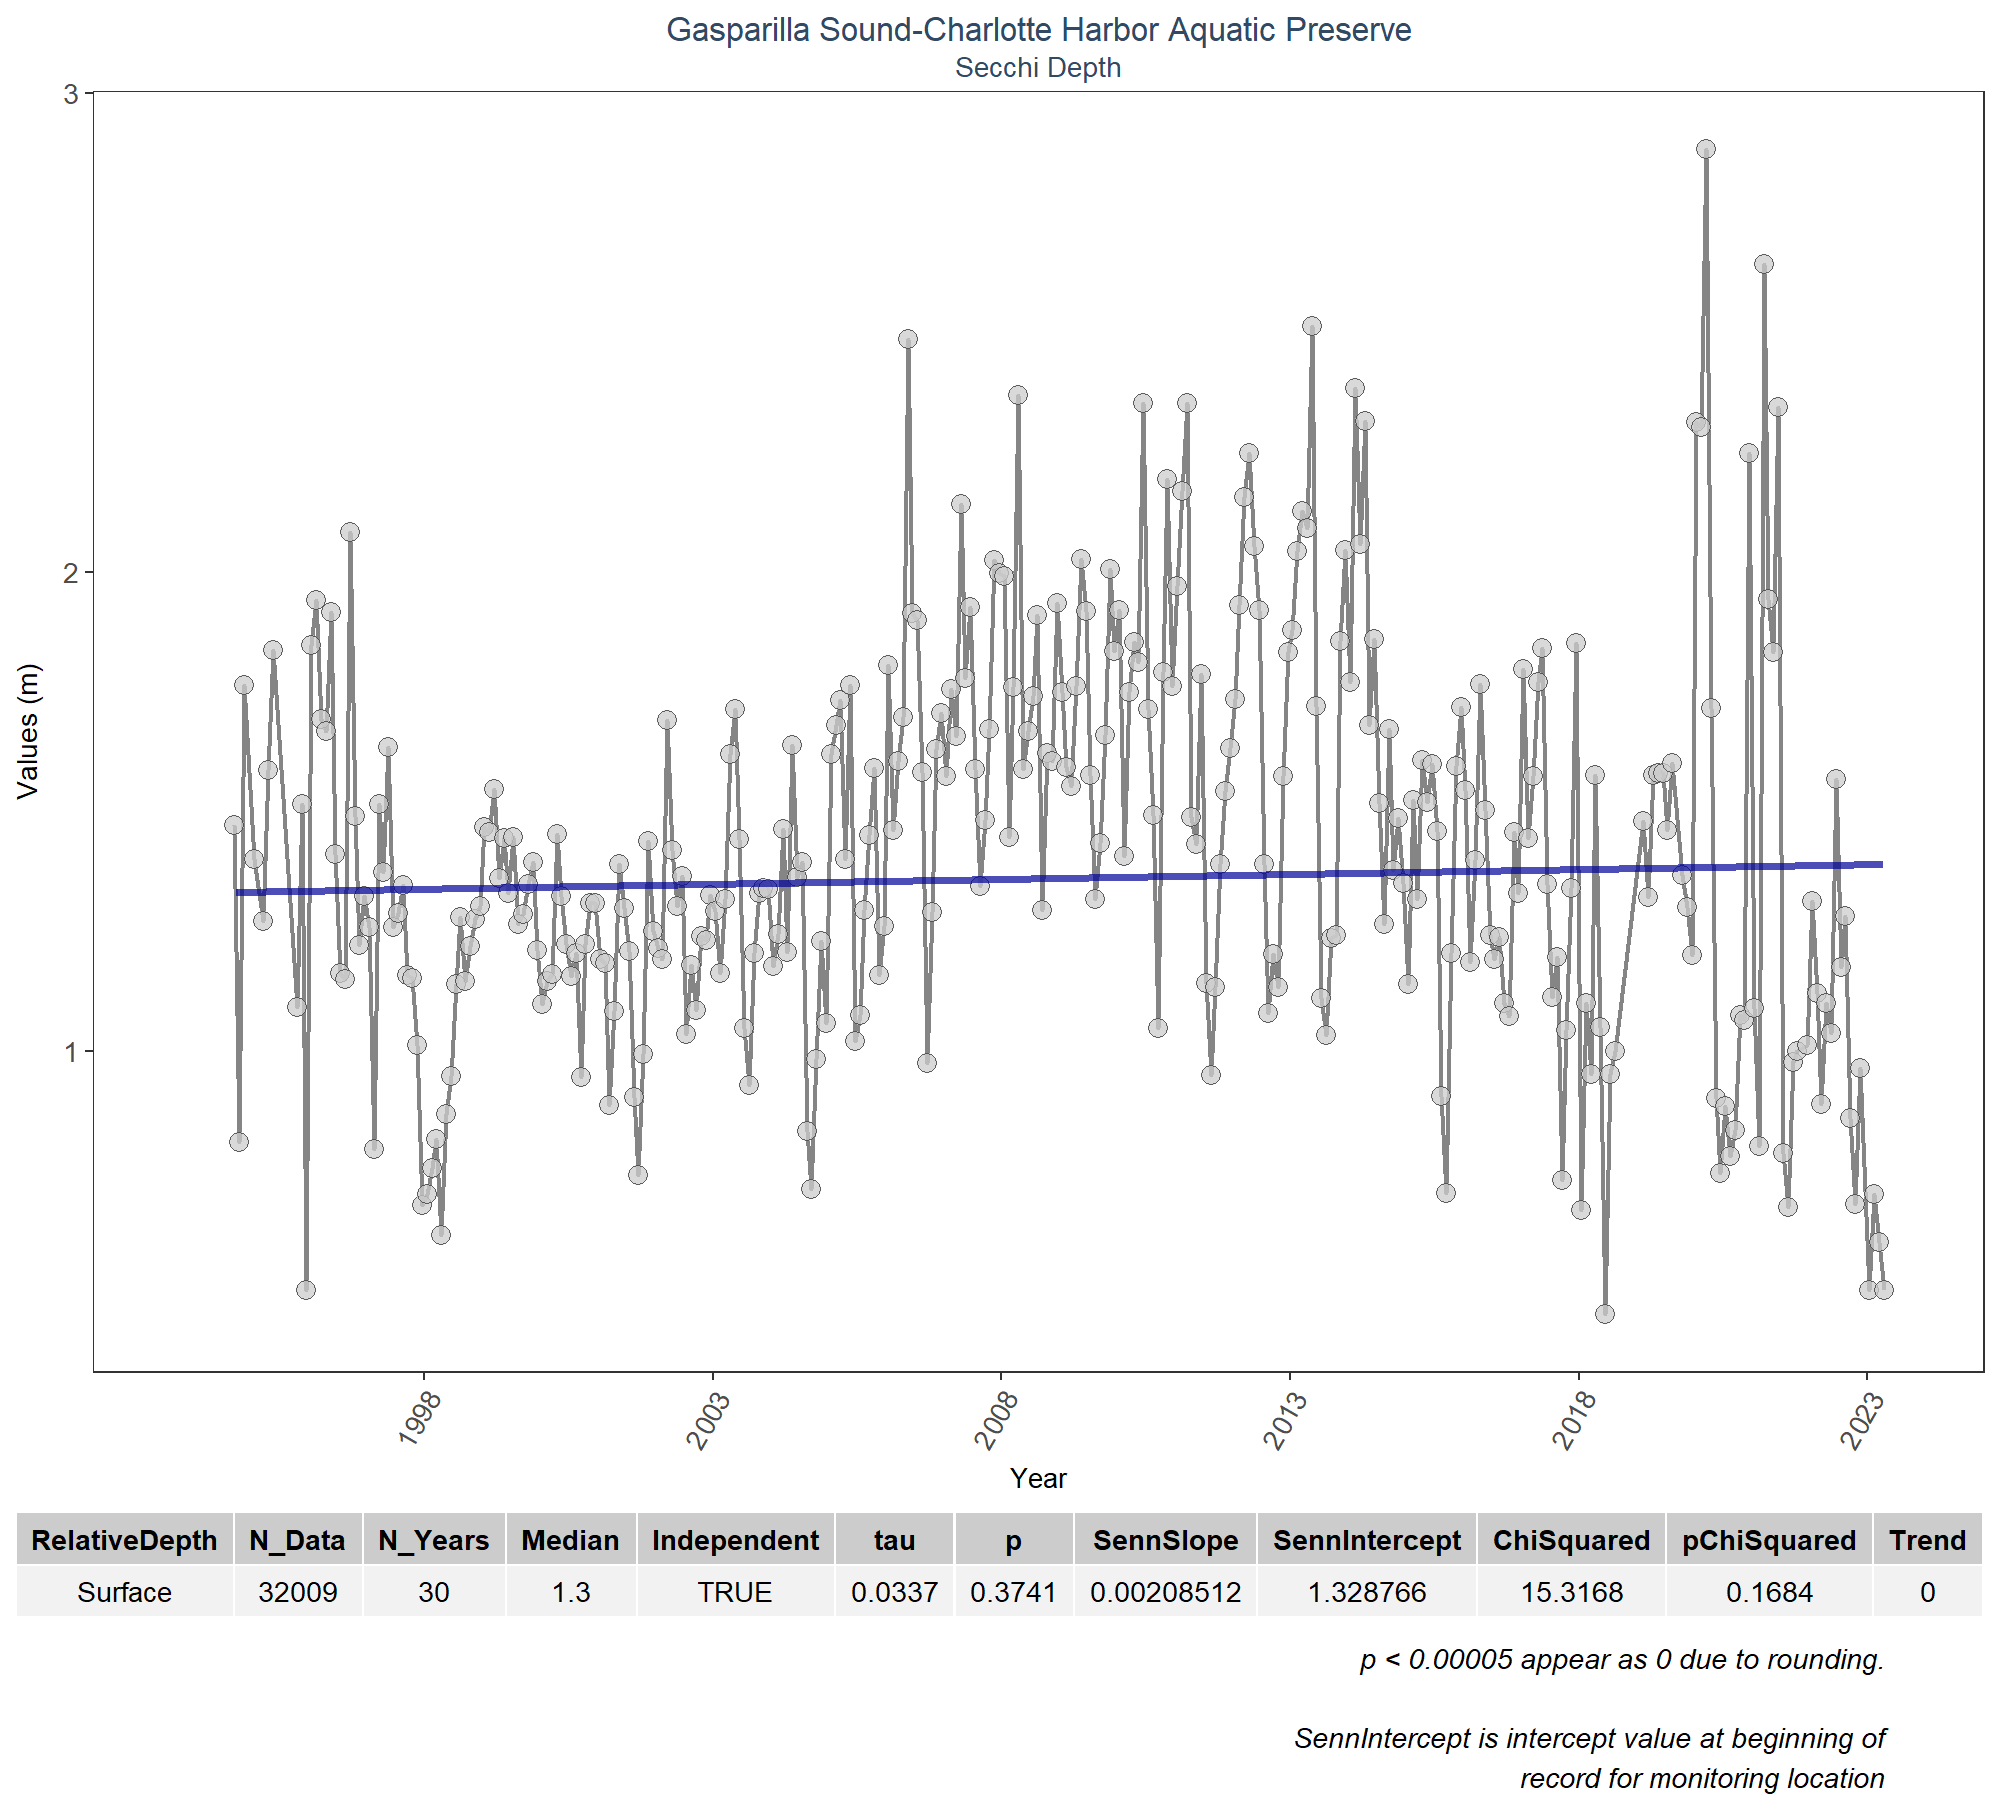 Gasparilla Sound-Charlotte Harbor Aquatic Preserve
Secchi Depth
3
2
1
Values (m)
1998 2003 2008 2013 2018 2023
Year
RelativeDepth N_Data N_Years Median Independent tau p SennSlope SennIntercept ChiSquared pChiSquared Trend
Surface 32009 30 1.3 TRUE 0.0337 0.3741 0.00208512 1.328766 15.3168 0.1684 0
p < 0.00005 appear as 0 due to rounding.
SennIntercept is intercept value at beginning of
record for monitoring location